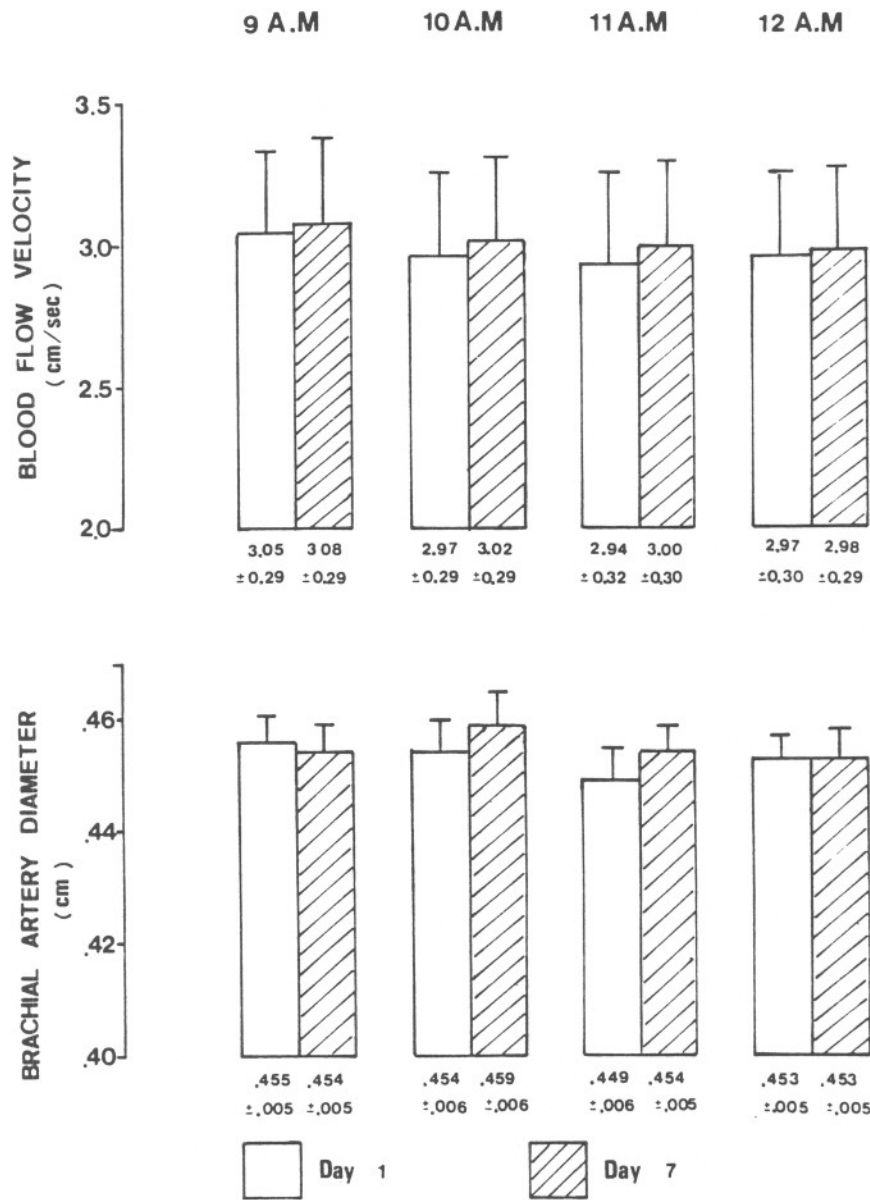 9 A.M 10 A.M 11 A.M 12 A.M
BLOOD FLOW VELOCITY
(cm/sec)
3.5
3.0
2.5
2.0
3.05 3.08 2.97 3.02 2.94 3.00 2.97 2.98
±0.29 ±0.29 ±0.29 ±0.29 ±0.32 ±0.30 ±0.30 ±0.29
BRACHIAL ARTERY DIAMETER
(cm)
.46
.44
.42
.40
.455 .454 .454 .459 .449 .454 .453 .453
±.005 ±.005 ±.006 ±.006 ±.006 ±.005 ±.005 ±.005
Day 1 Day 7